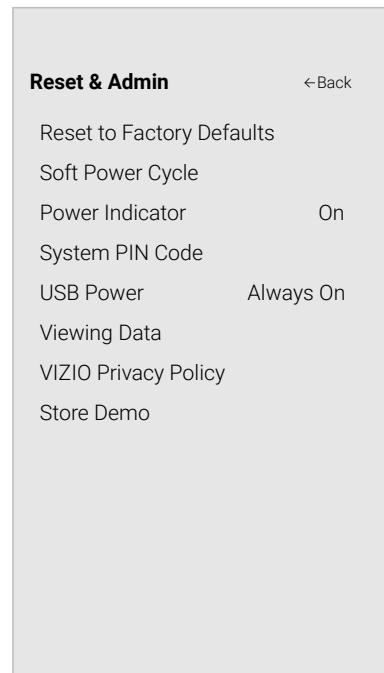 Reset & Admin ←Back
Reset to Factory Defaults
Soft Power Cycle
Power Indicator On
System PIN Code
USB Power Always On
Viewing Data
VIZIO Privacy Policy
Store Demo